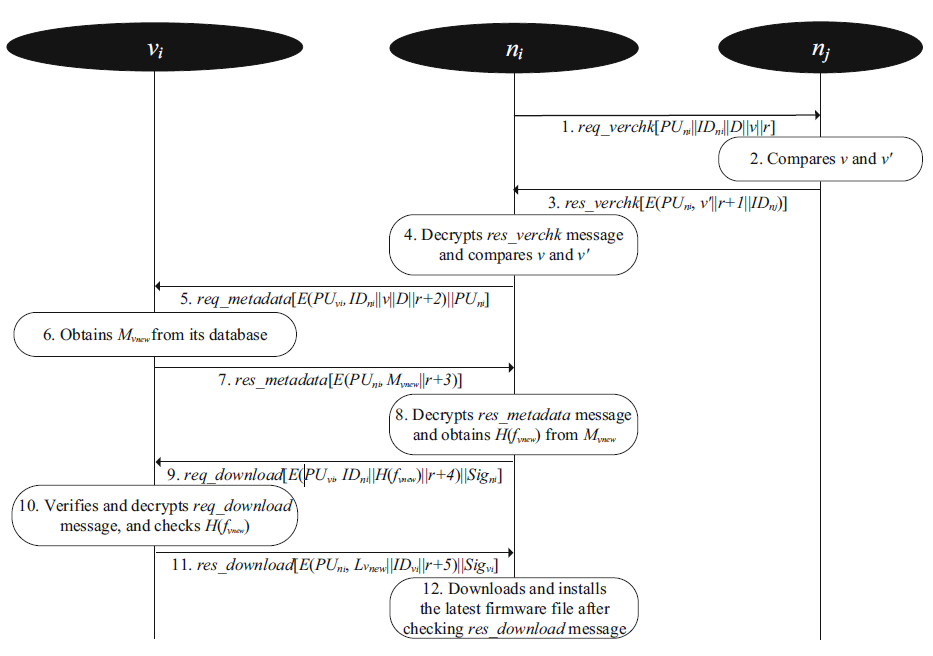 vi
ni
nj
1. req_verchk[PUni||IDni||D||v||r]
2. Compares v and v'
3. res_verchk[E(PUni, v'||r+1||IDnj)]
4. Decrypts res_verchk message
and compares v and v'
5. req_metadata[E(PUvi, IDni||v||D||r+2)||PUni]
6. Obtains Mvnew from its database
7. res_metadata[E(PUni, Mvnew||r+3)]
8. Decrypts res_metadata message
and obtains H(fvnew) from Mvnew
9. req_download[E(PUvi, IDni||H(fvnew)||r+4)||Signi]
10. Verifies and decrypts req_download
message, and checks H(fvnew)
11. res_download[E(PUni, Lvnew||IDvi||r+5)||Sigvi]
12. Downloads and installs
the latest firmware file after
checking res_download message